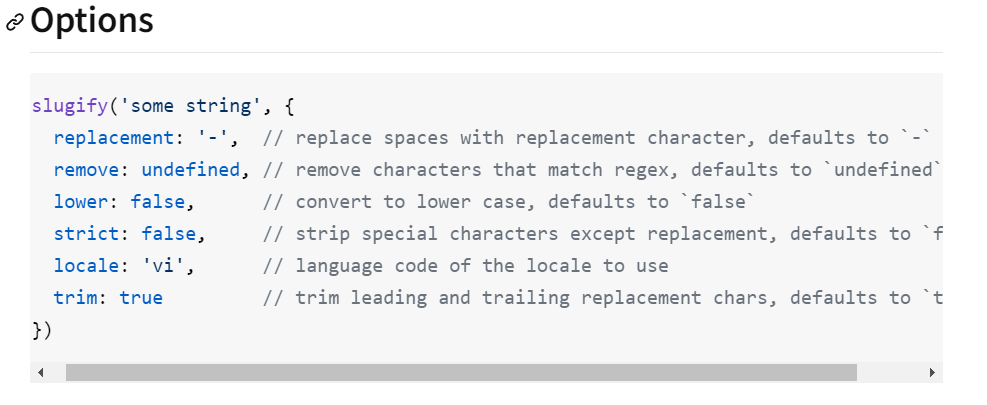 Options
slugify('some string', {
  replacement: '-',  // replace spaces with replacement character, defaults to `-`
  remove: undefined, // remove characters that match regex, defaults to `undefined`
  lower: false,      // convert to lower case, defaults to `false`
  strict: false,     // strip special characters except replacement, defaults to `f
  locale: 'vi',      // language code of the locale to use
  trim: true         // trim leading and trailing replacement chars, defaults to `t
})